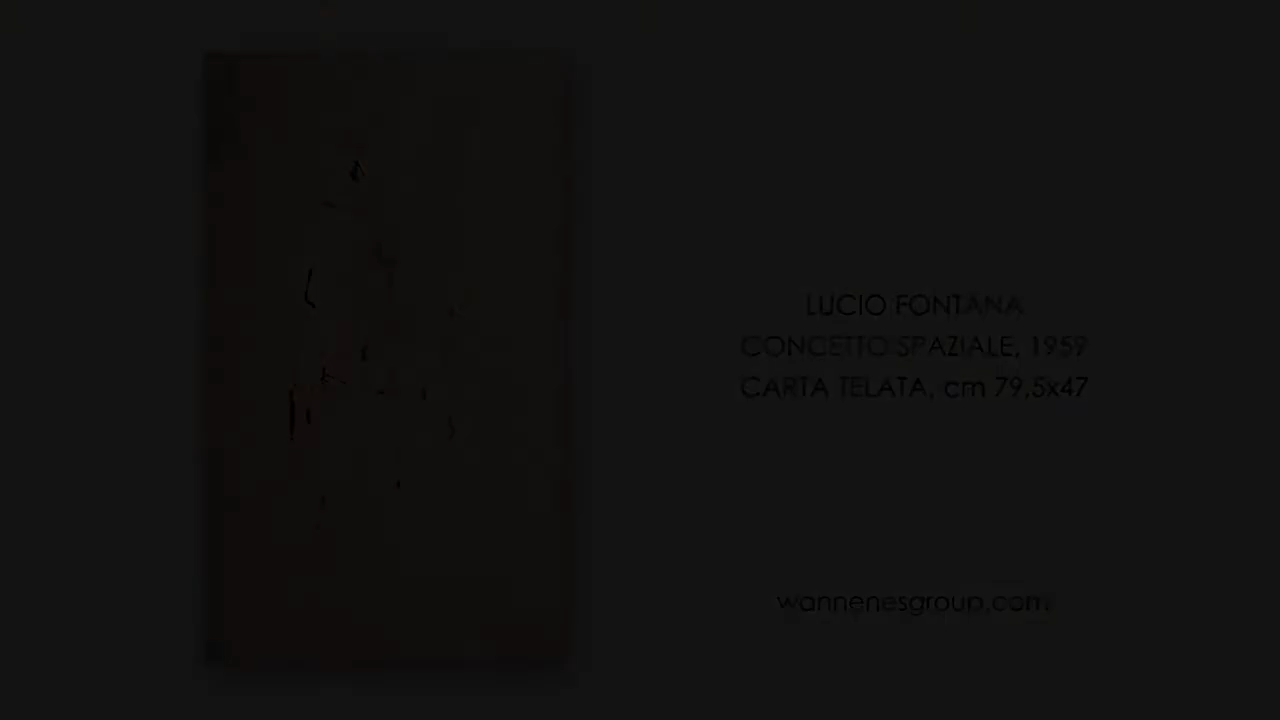 LUCIO FONTANA
CONCETTO SPAZIALE, 1959
CARTA TELATA, cm 79,5x47
wannenesgroup.com